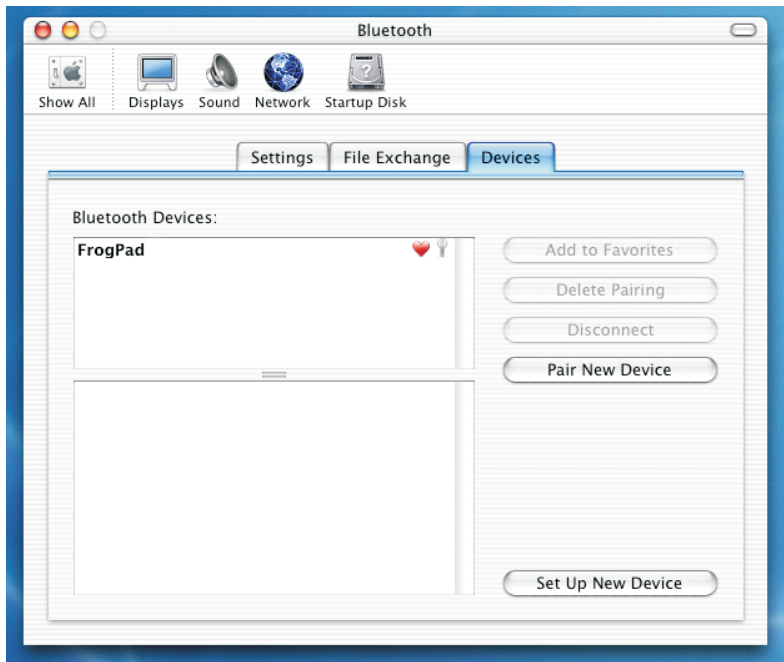 Bluetooth
Show All Displays Sound Network Startup Disk
Settings File Exchange Devices
Bluetooth Devices:
FrogPad
Add to Favorites
Delete Pairing
Disconnect
Pair New Device
Set Up New Device